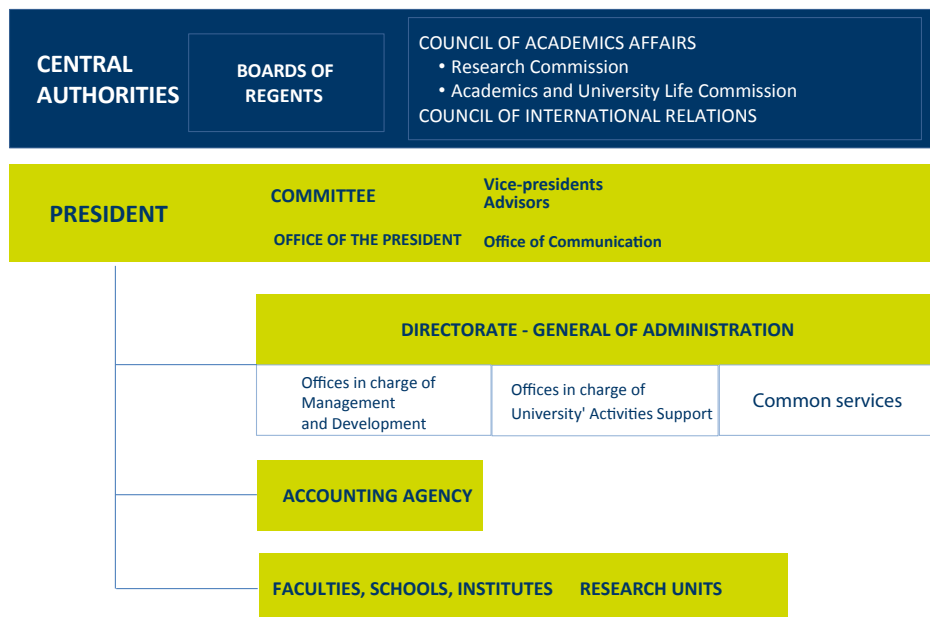 CENTRAL
AUTHORITIES
BOARDS OF
REGENTS
COUNCIL OF ACADEMICS AFFAIRS
• Research Commission
• Academics and University Life Commission
COUNCIL OF INTERNATIONAL RELATIONS
PRESIDENT
COMMITTEE
Vice-presidents
Advisors
OFFICE OF THE PRESIDENT
Office of Communication
DIRECTORATE - GENERAL OF ADMINISTRATION
Offices in charge of
Management
and Development
Offices in charge of
University' Activities Support
Common services
ACCOUNTING AGENCY
FACULTIES, SCHOOLS, INSTITUTES RESEARCH UNITS